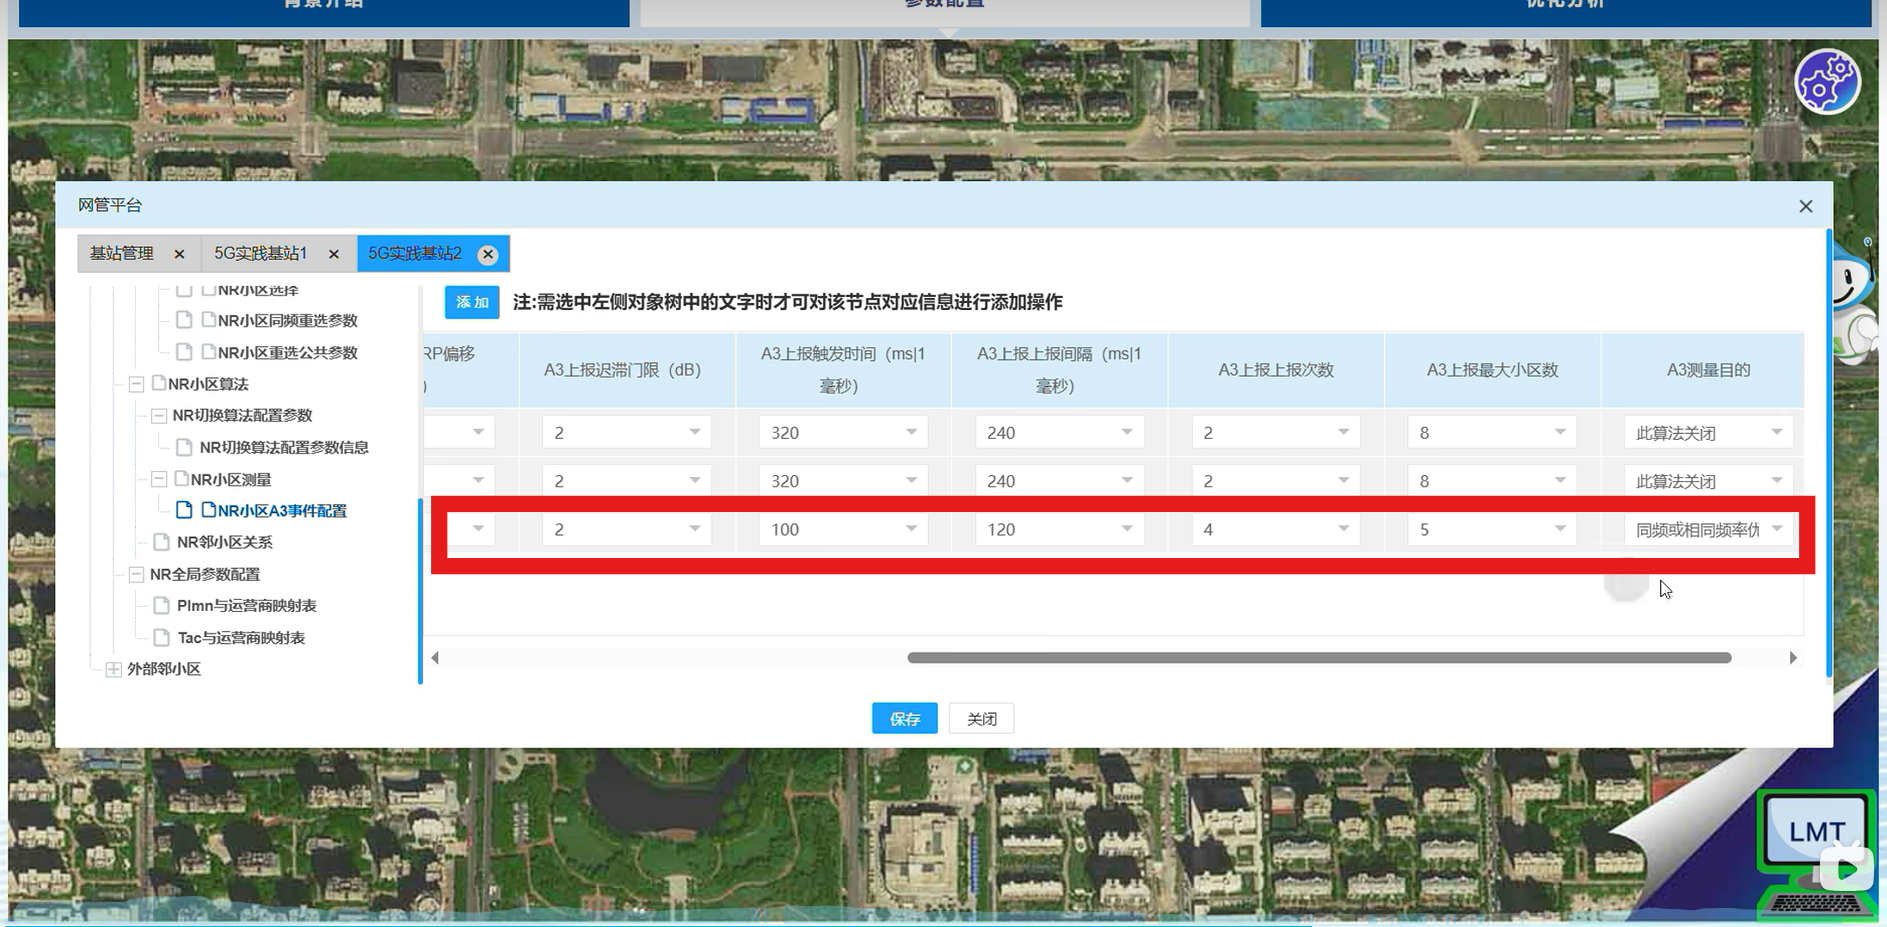 背景介绍
参数配置
优化分析
网管平台
基站管理
5G实践基站1
5G实践基站2
NR小区选择
NR小区同频重选参数
NR小区重选公共参数
NR小区算法
NR切换算法配置参数
NR切换算法配置参数信息
NR小区测量
NR小区A3事件配置
NR邻小区关系
NR全局参数配置
Plmn与运营商映射表
Tac与运营商映射表
外部邻小区
添 加 注:需选中左侧对象树中的文字时才可对该节点对应信息进行添加操作
RP偏移
)
A3上报迟滞门限（dB）
A3上报触发时间（ms|1
毫秒）
A3上报上报间隔（ms|1
毫秒）
A3上报上报次数
A3上报最大小区数
A3测量目的
2 320 240 2 8 此算法关闭
2 320 240 2 8 此算法关闭
2 100 120 4 5 同频或相同频率优
保存 关闭
LMT